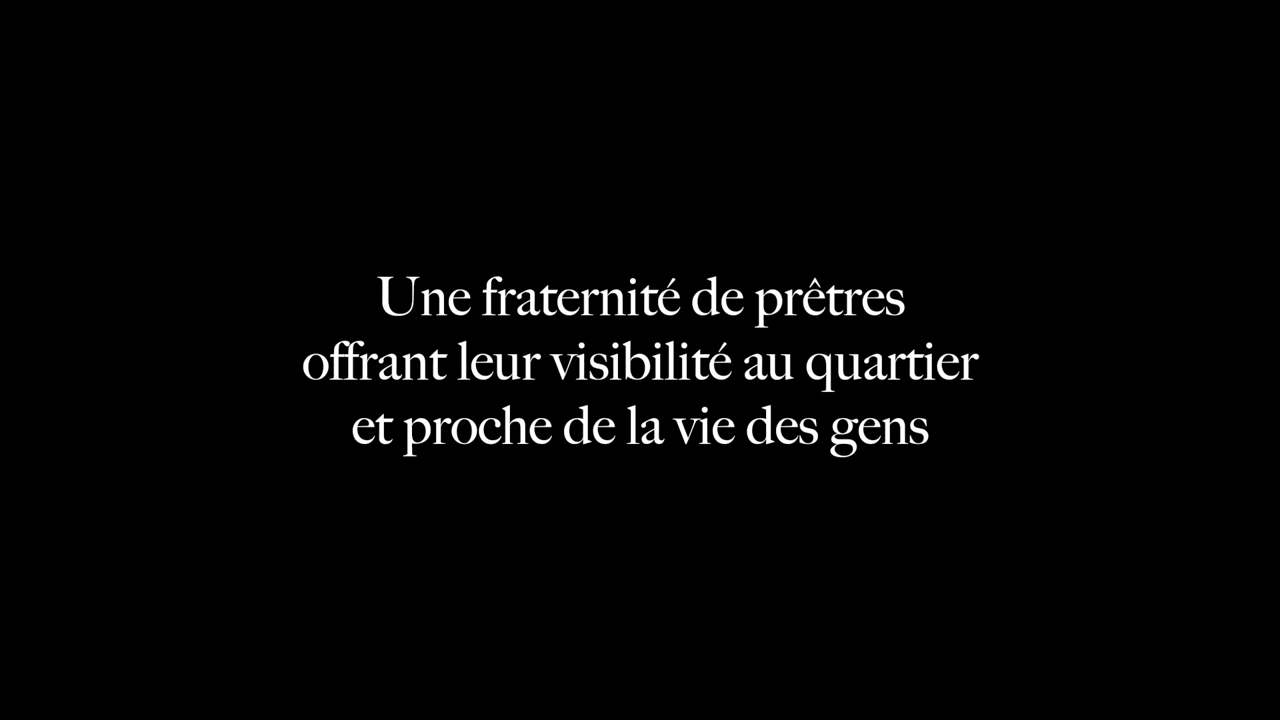 Une fraternité de prêtres
offrant leur visibilité au quartier
et proche de la vie des gens